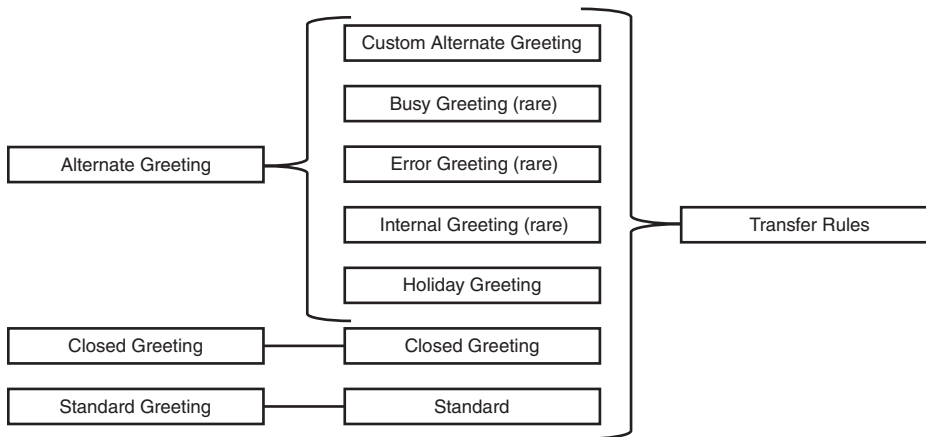 Custom Alternate Greeting
Busy Greeting (rare)
Alternate Greeting
Error Greeting (rare)
Internal Greeting (rare)
Transfer Rules
Holiday Greeting
Closed Greeting
Closed Greeting
Standard Greeting
Standard